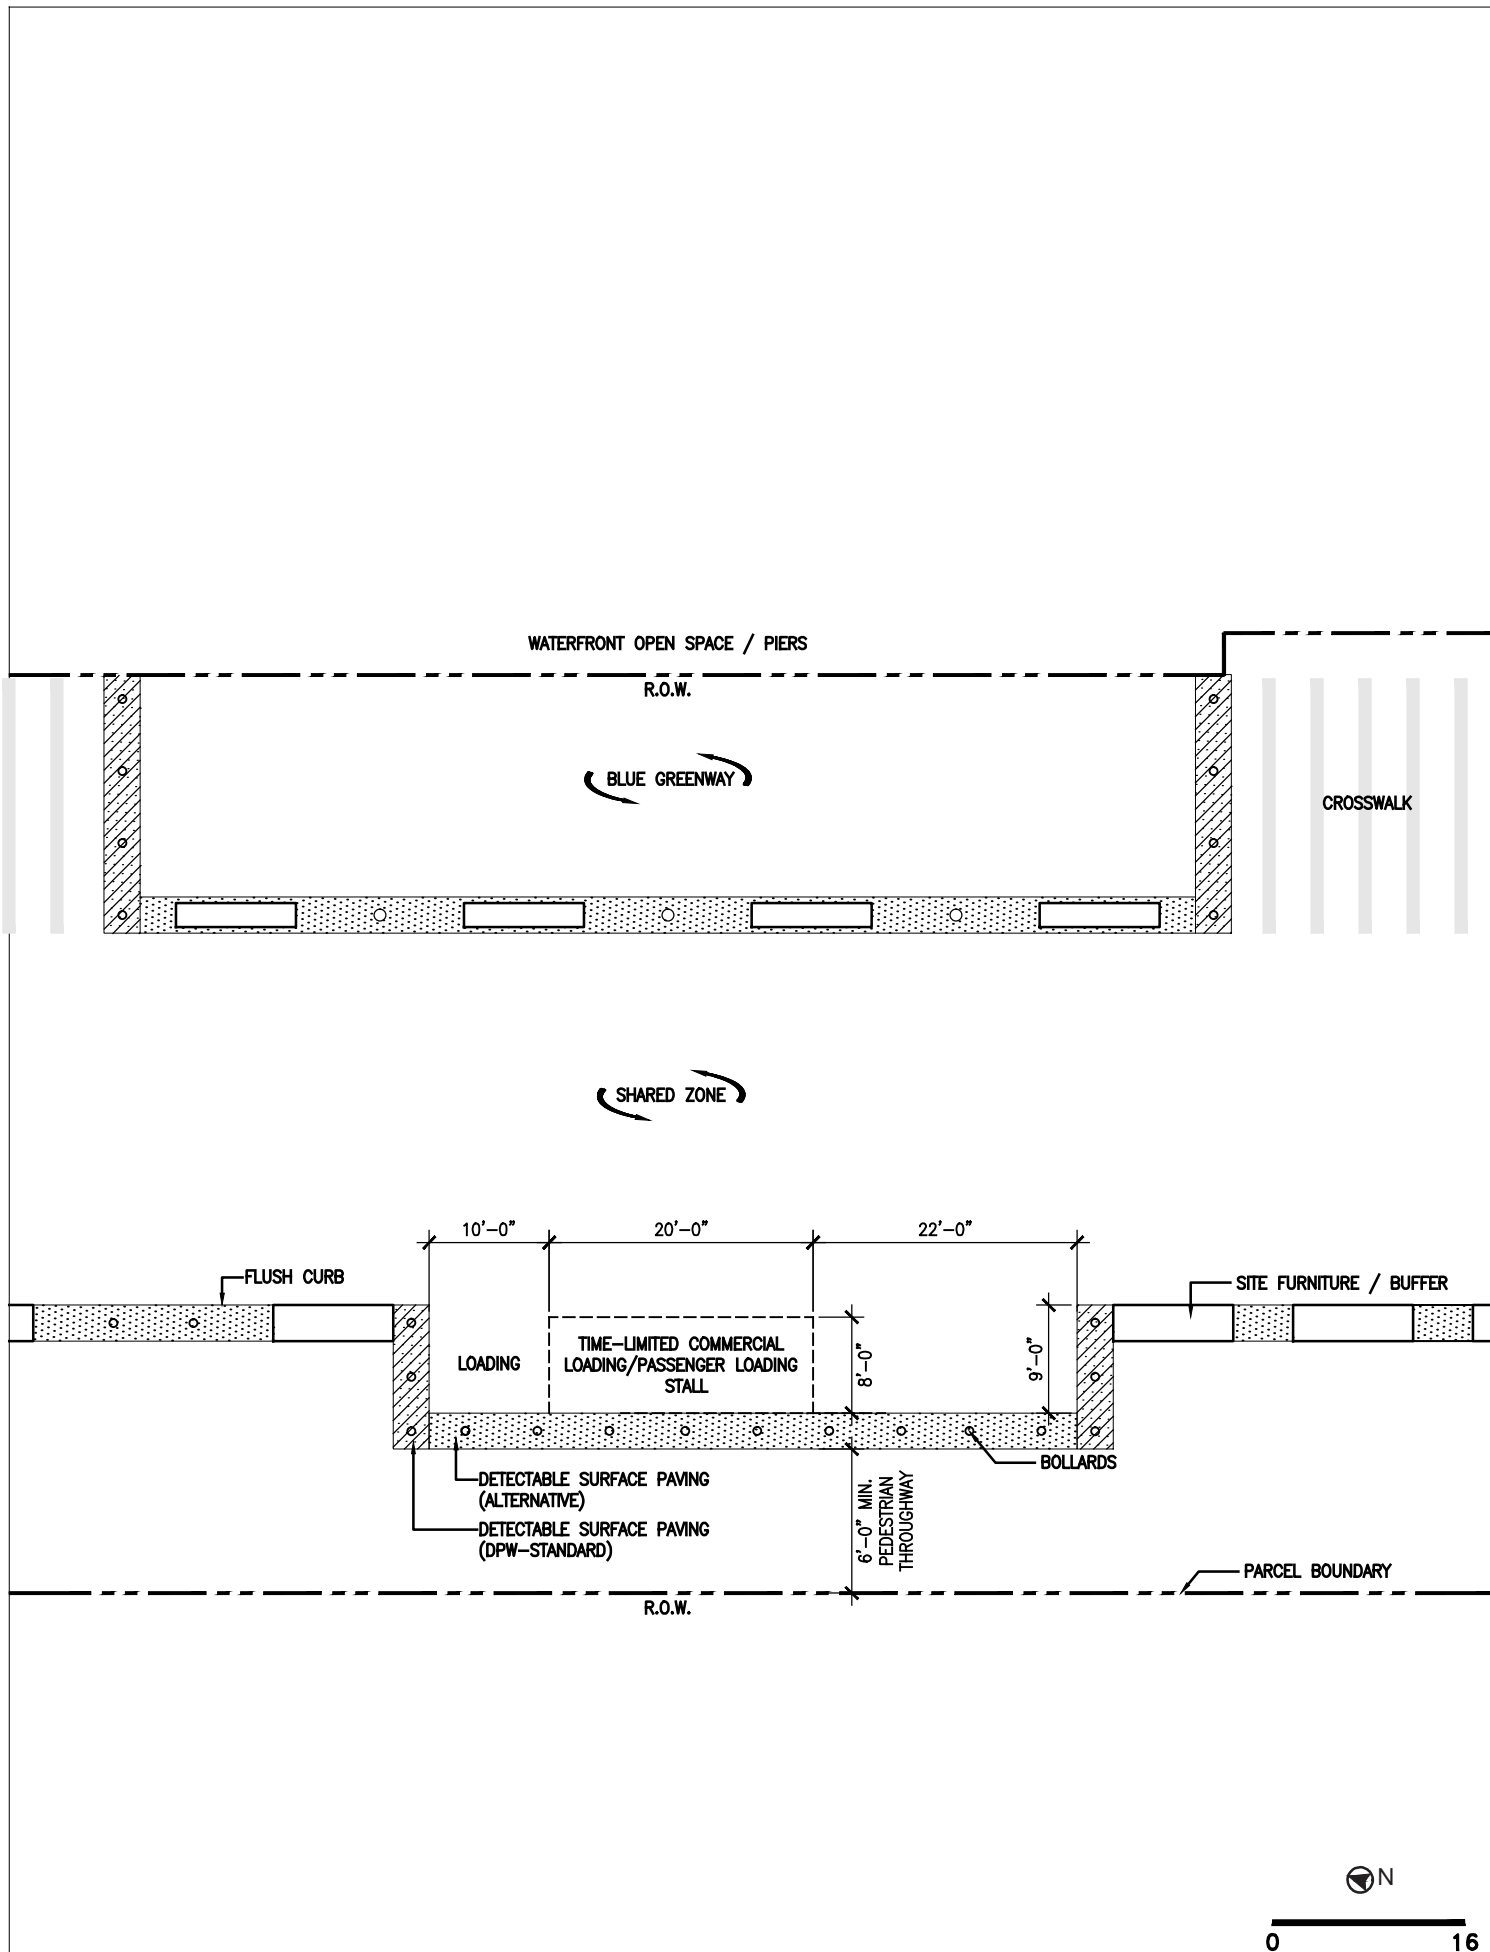 WATERFRONT OPEN SPACE / PIERS
R.O.W.
BLUE GREENWAY
CROSSWALK
SHARED ZONE
10'-0"
20'-0"
22'-0"
FLUSH CURB
SITE FURNITURE / BUFFER
LOADING
TIME-LIMITED COMMERCIAL
LOADING/PASSENGER LOADING
STALL
8'-0"
9'-0"
BOLLARDS
DETECTABLE SURFACE PAVING
(ALTERNATIVE)
DETECTABLE SURFACE PAVING
(DPW-STANDARD)
6'-0" MIN.
PEDESTRIAN
THROUGHWAY
PARCEL BOUNDARY
R.O.W.
N
0 16